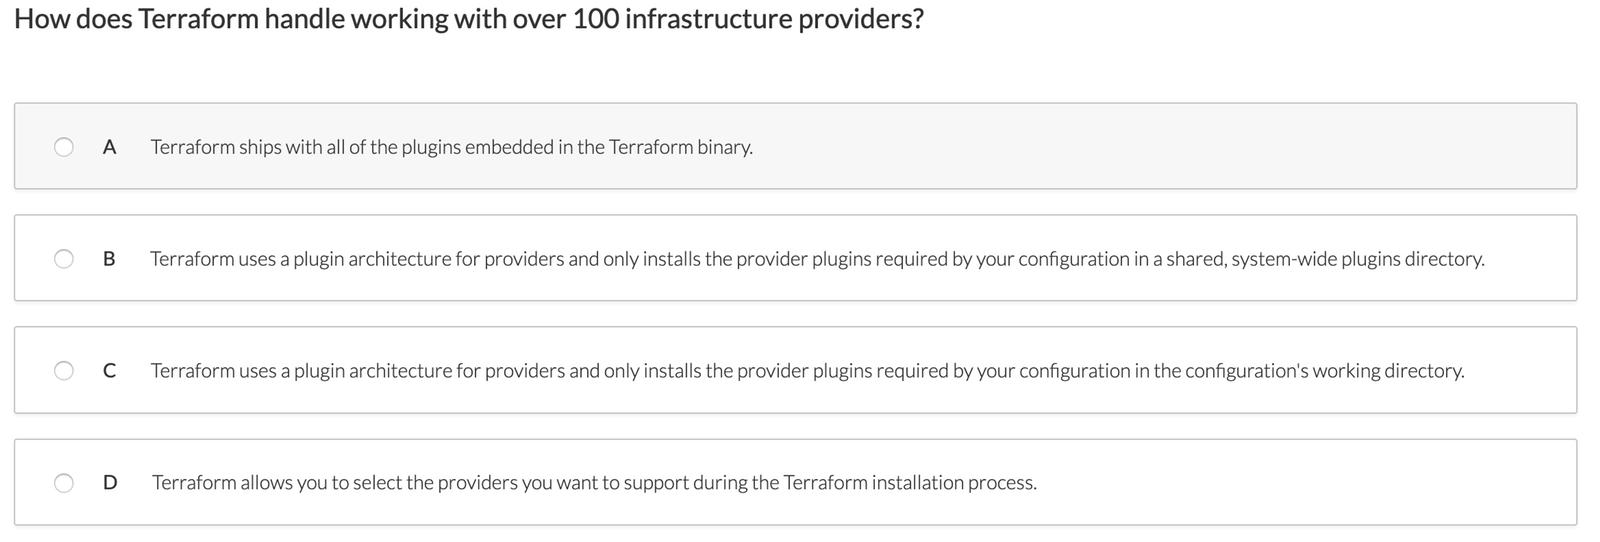 How does Terraform handle working with over 100 infrastructure providers?
A Terraform ships with all of the plugins embedded in the Terraform binary.
B Terraform uses a plugin architecture for providers and only installs the provider plugins required by your configuration in a shared, system-wide plugins directory.
C Terraform uses a plugin architecture for providers and only installs the provider plugins required by your configuration in the configuration's working directory.
D Terraform allows you to select the providers you want to support during the Terraform installation process.